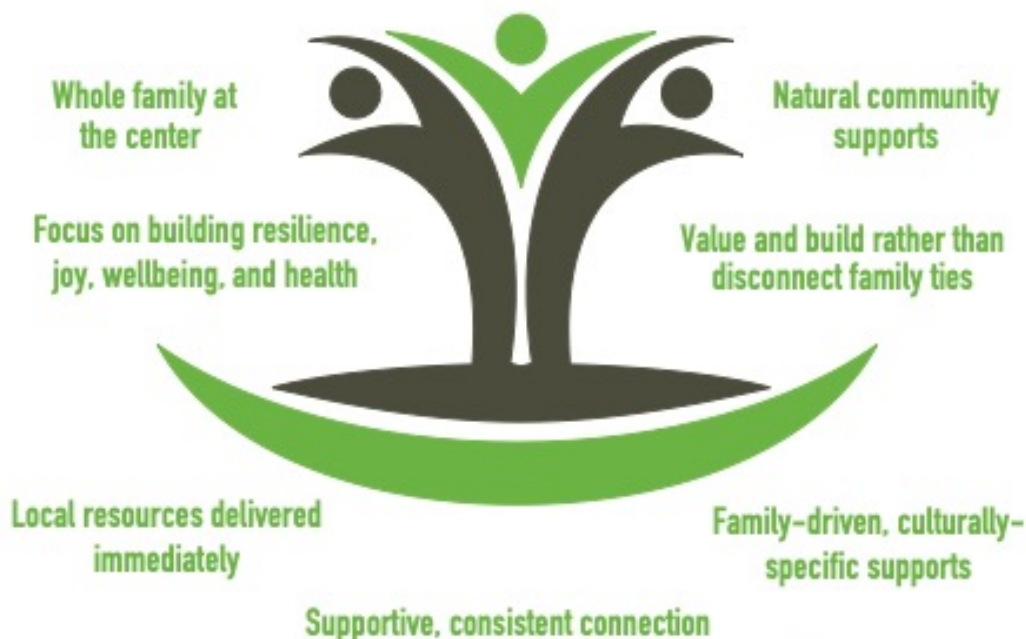 Whole family at
the center
Natural community
supports
Focus on building resilience,
joy, wellbeing, and health
Value and build rather than
disconnect family ties
Local resources delivered
immediately
Family-driven, culturally-
specific supports
Supportive, consistent connection